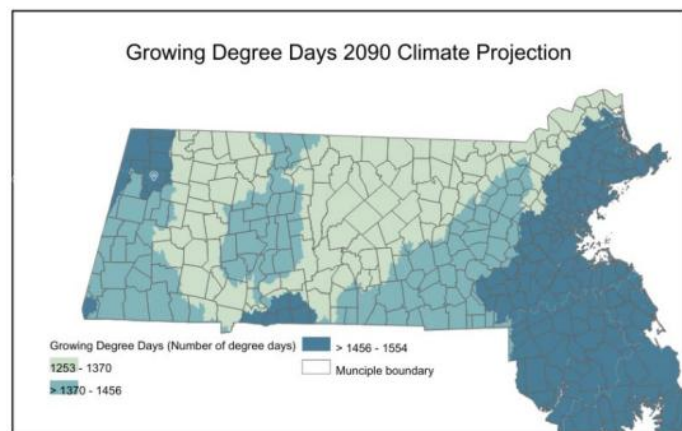 Growing Degree Days 2090 Climate Projection
Growing Degree Days (Number of degree days)
1253 - 1370
> 1370 - 1456
> 1456 - 1554
Munciple boundary